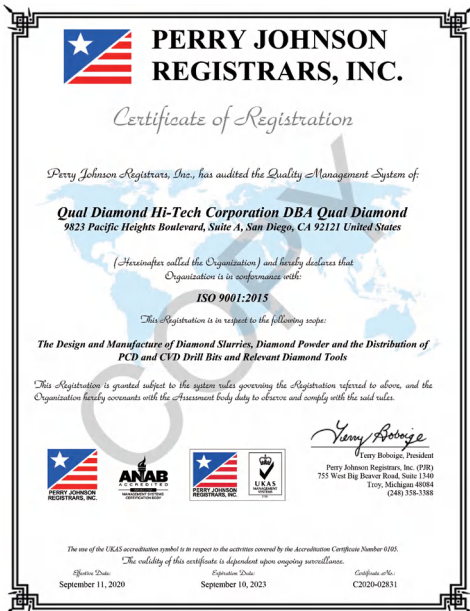 PERRY JOHNSON
REGISTRARS, INC.
Certificate of Registration
Perry Johnson Registrars, Inc., has audited the Quality Management System of:
Qual Diamond Hi-Tech Corporation DBA Qual Diamond
9823 Pacific Heights Boulevard, Suite A, San Diego, CA 92121 United States
(Hereinafter called the Organization) and hereby declares that
Organization is in conformance with:
ISO 9001:2015
This Registration is in respect to the following scope:
The Design and Manufacture of Diamond Slurries, Diamond Powder and the Distribution of
PCD and CVD Drill Bits and Relevant Diamond Tools
This Registration is granted subject to the system rules governing the Registration referred to above, and the
Organization hereby covenants with the Assessment body duty to observe and comply with the said rules.
COPY
Terry Boboige
Terry Boboige, President
Perry Johnson Registrars, Inc. (PJR)
755 West Big Beaver Road, Suite 1340
Troy, Michigan 48084
(248) 358-3388
PERRY JOHNSON
REGISTRARS, INC.
ANAB
ACCREDITED
MANAGEMENT SYSTEMS
CERTIFICATION BODY
PERRY JOHNSON
REGISTRARS, INC.
UKAS
MANAGEMENT
SYSTEMS
The use of the UKAS accreditation symbol is in respect to the activities covered by the Accreditation Certificate Number 0105.
The validity of this certificate is dependent upon ongoing surveillance.
Effective Date:
Expiration Date:
Certificate No.:
September 11, 2020
September 10, 2023
C2020-02831